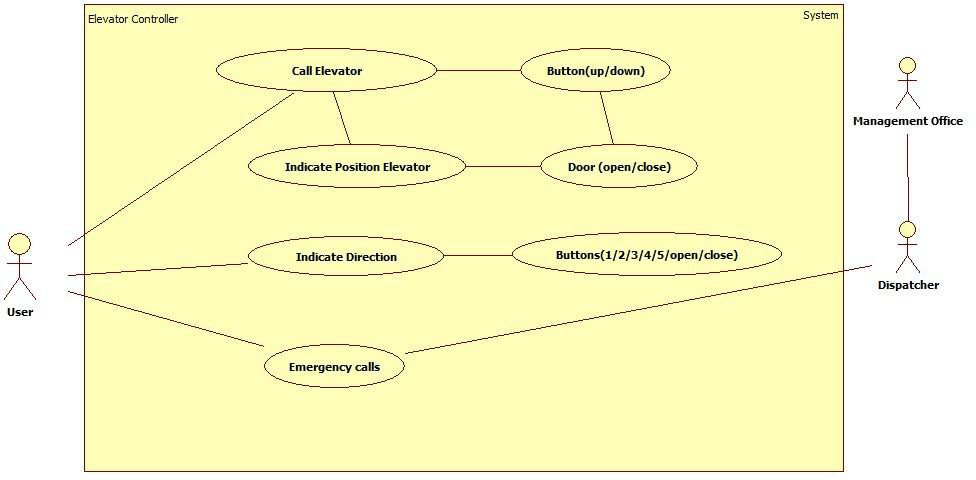 Elevator Controller
System
Call Elevator
Button(up/down)
Management Office
Indicate Position Elevator
Door (open/close)
User
Indicate Direction
Buttons(1/2/3/4/5/open/close)
Dispatcher
Emergency calls